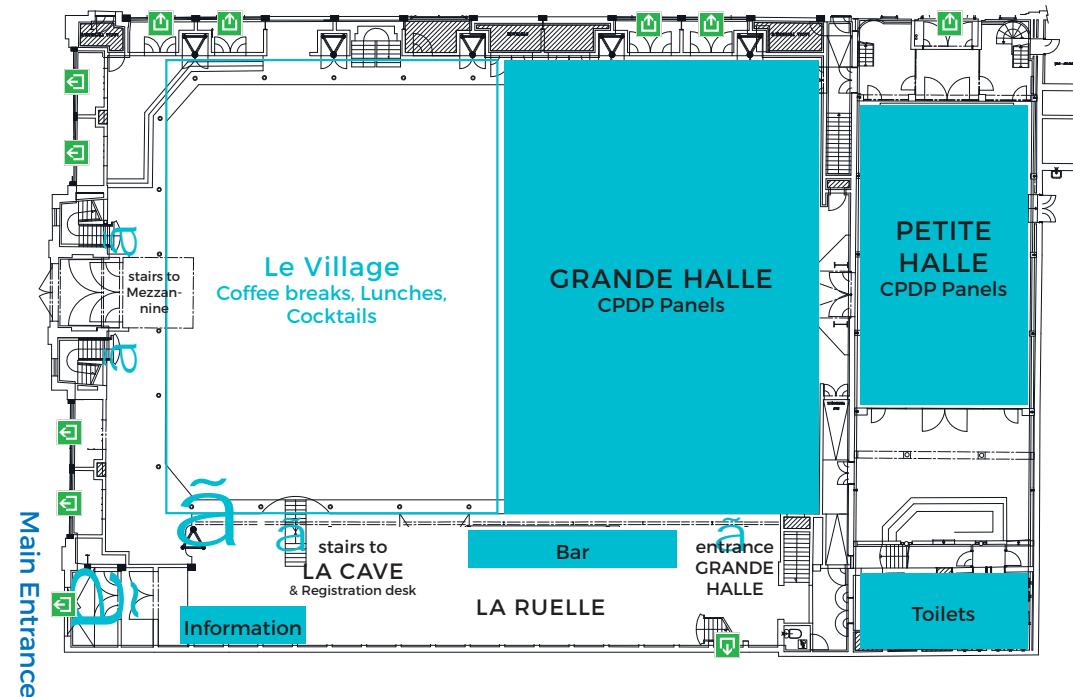 Le Village
Coffee breaks, Lunches,
Cocktails
GRANDE HALLE
CPDP Panels
PETITE
HALLE
CPDP Panels
ã
ã
stairs to
Mezzan-
nine
ã
ã
stairs to
LA CAVE
& Registration desk
Bar
ã
entrance
GRANDE
HALLE
LA RUELLE
Information
Toilets
Main Entrance